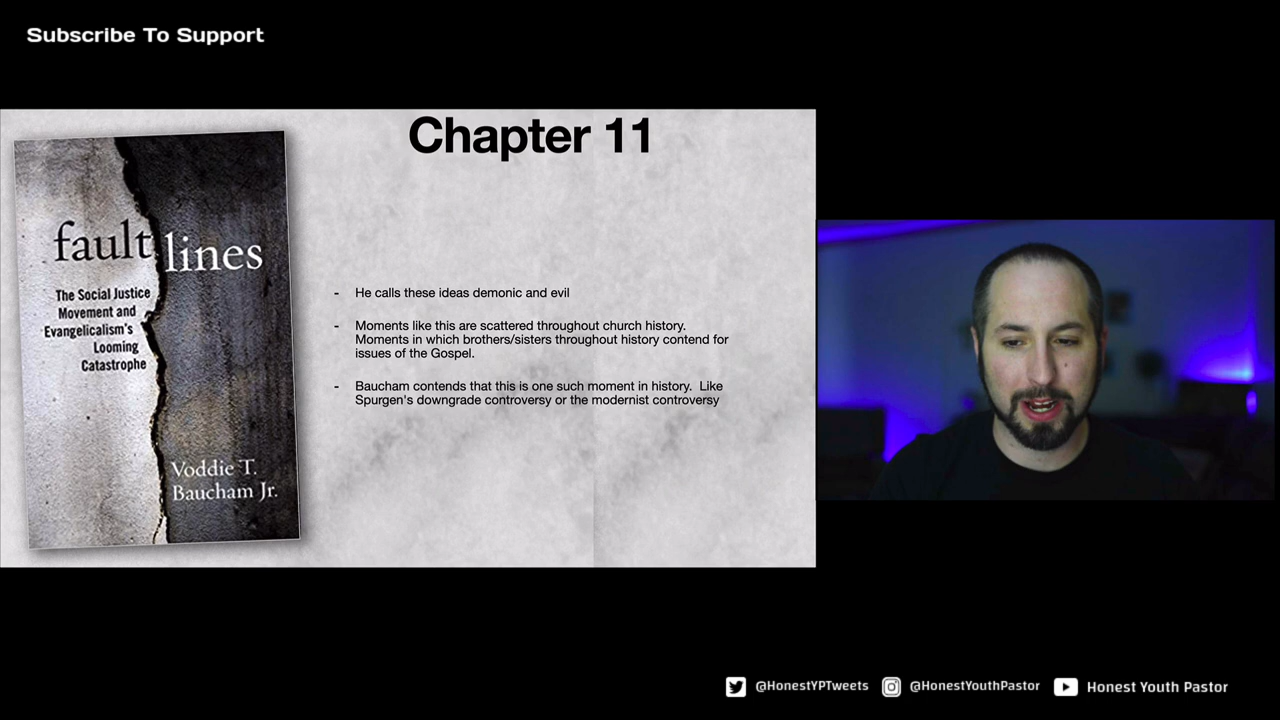 Subscribe To Support
Chapter 11
fault lines
The Social Justice
Movement and
Evangelicalism's
Looming
Catastrophe
Voddie T.
Baucham Jr.
- He calls these ideas demonic and evil
- Moments like this are scattered throughout church history.
Moments in which brothers/sisters throughout history contend for
issues of the Gospel.
- Baucham contends that this is one such moment in history.  Like
Spurgen's downgrade controversy or the modernist controversy
@HonestYPTweets @HonestYouthPastor Honest Youth Pastor